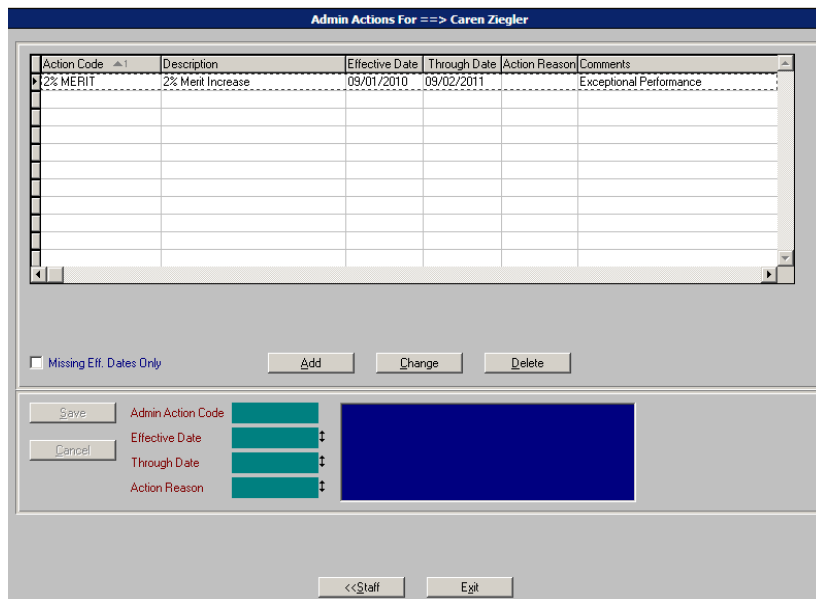 Admin Actions For ==> Caren Ziegler
Action Code 1 Description Effective Date Through Date Action Reason Comments
2% MERIT 2% Merit Increase 09/01/2010 09/02/2011 Exceptional Performance
Missing Eff. Dates Only Add Change Delete
Save Admin Action Code
Effective Date
Cancel
Through Date
Action Reason
<<Staff Exit